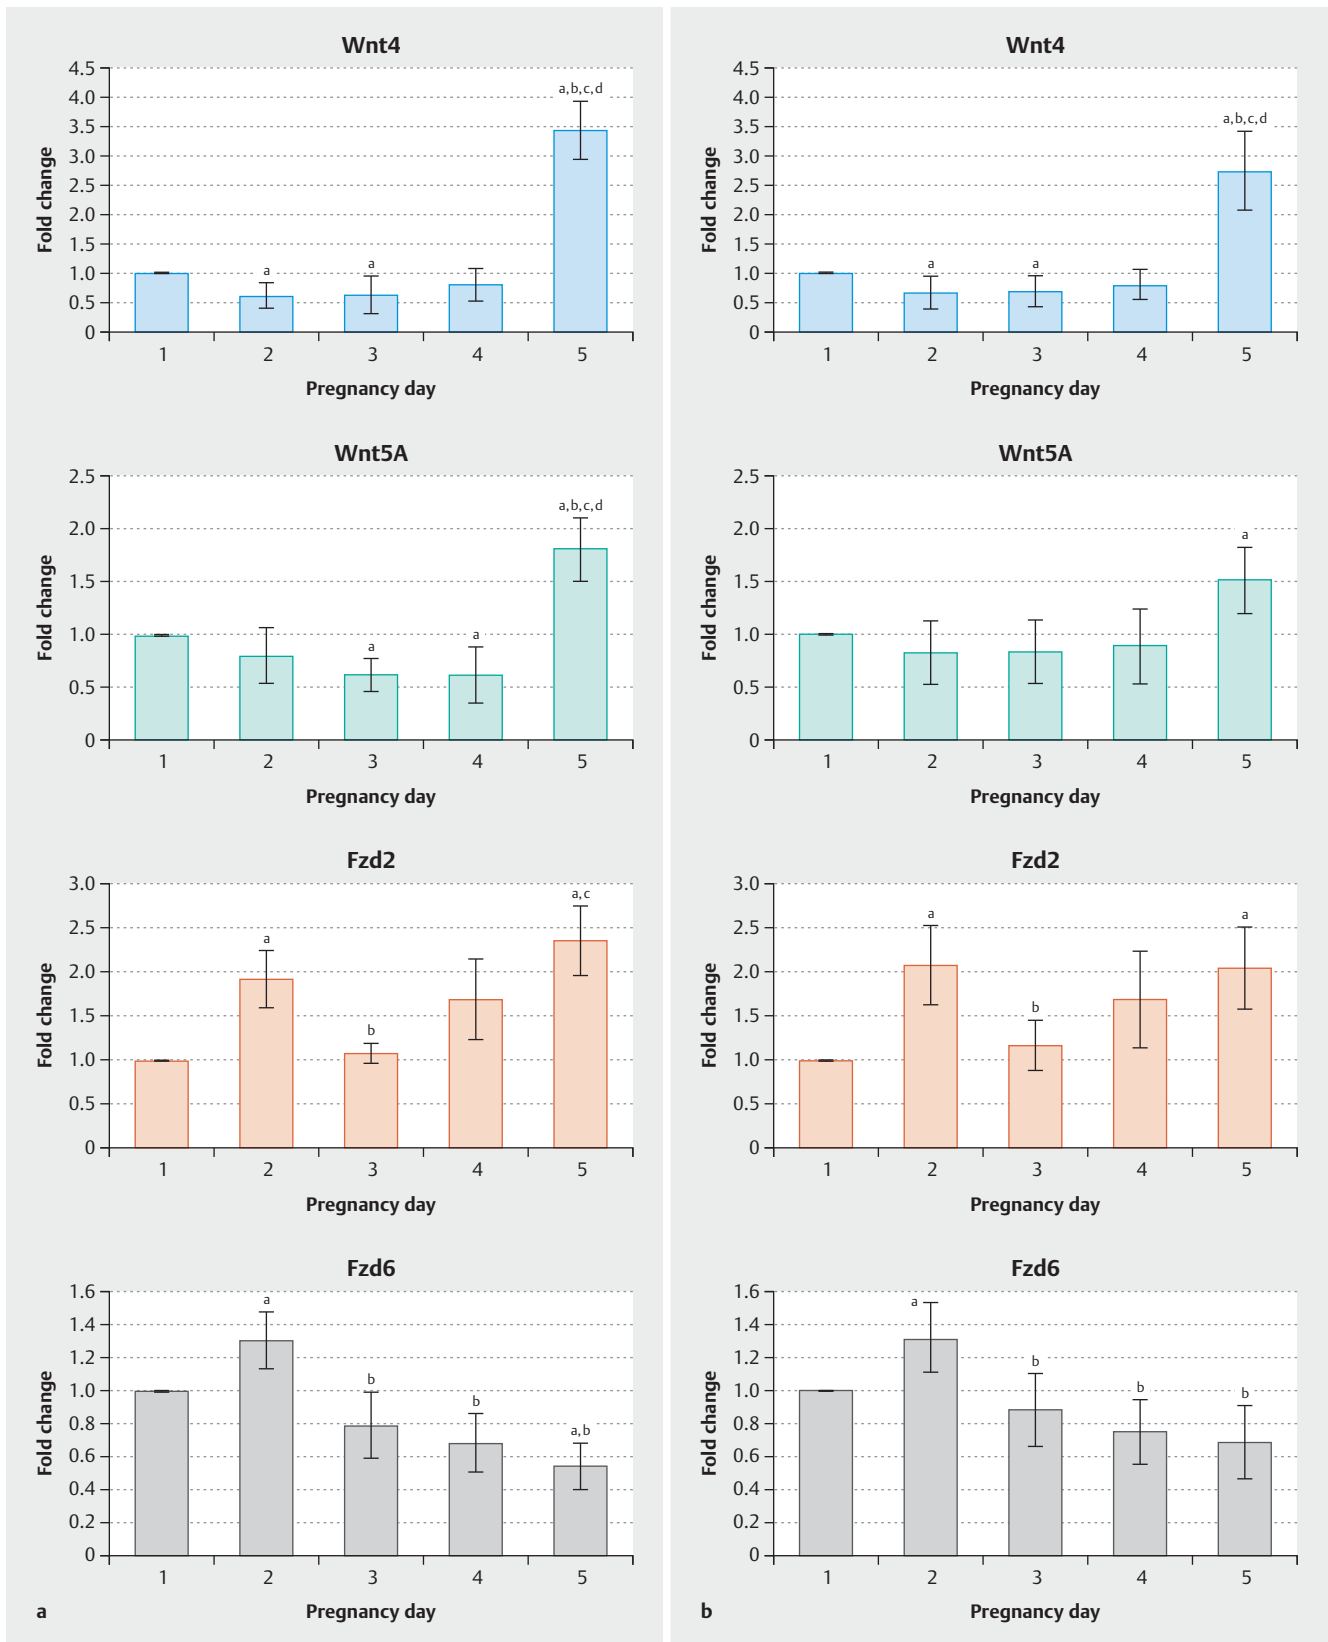 Wnt4
4.5
4.0
3.5
3.0
2.5
2.0
1.5
1.0
0.5
0
Fold change
a
a
a,b,c,d
1 2 3 4 5
Pregnancy day
Wnt5A
2.5
2.0
1.5
1.0
0.5
0
Fold change
a
a
a,b,c,d
1 2 3 4 5
Pregnancy day
Fzd2
3.0
2.5
2.0
1.5
1.0
0.5
0
Fold change
a
b
a,c
1 2 3 4 5
Pregnancy day
Fzd6
1.6
1.4
1.2
1.0
0.8
0.6
0.4
0.2
0
Fold change
a
b
b
a,b
1 2 3 4 5
Pregnancy day
a
Wnt4
4.5
4.0
3.5
3.0
2.5
2.0
1.5
1.0
0.5
0
Fold change
a
a
a,b,c,d
1 2 3 4 5
Pregnancy day
Wnt5A
2.5
2.0
1.5
1.0
0.5
0
Fold change
a
1 2 3 4 5
Pregnancy day
Fzd2
3.0
2.5
2.0
1.5
1.0
0.5
0
Fold change
a
b
a
1 2 3 4 5
Pregnancy day
Fzd6
1.6
1.4
1.2
1.0
0.8
0.6
0.4
0.2
0
Fold change
a
b
b
b
1 2 3 4 5
Pregnancy day
b